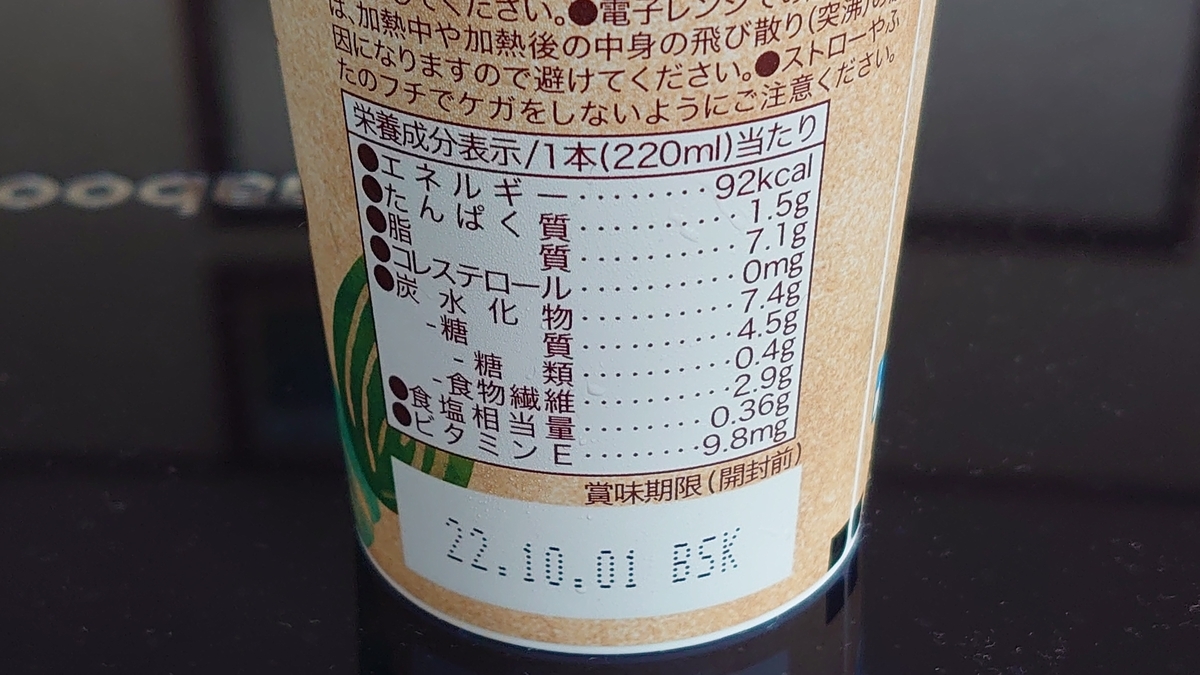 してください。●電子レンジで
は、加熱中や加熱後の中身の飛び散り(突沸)の
因になりますので避けてください。●ストローやふ
たのフチでケガをしないようにご注意ください。
栄養成分表示/1本(220ml)当たり
●エネルギー········92kcal
●たんぱく質········1.5g
●脂質········7.1g
●コレステロール········0mg
●炭水化物········7.4g
-糖質········4.5g
-糖類········0.4g
-食物繊維········2.9g
●食塩相当量········0.36g
●ビタミンE········9.8mg
賞味期限(開封前)
22.10.01 BSK